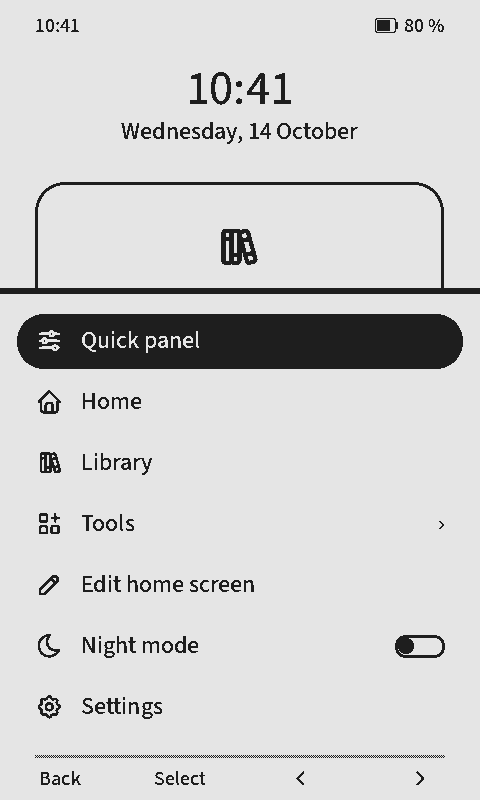 10:41 80 %
10:41
Wednesday, 14 October
Quick panel
Home
Library
Tools
Edit home screen
Night mode
Settings
Back Select